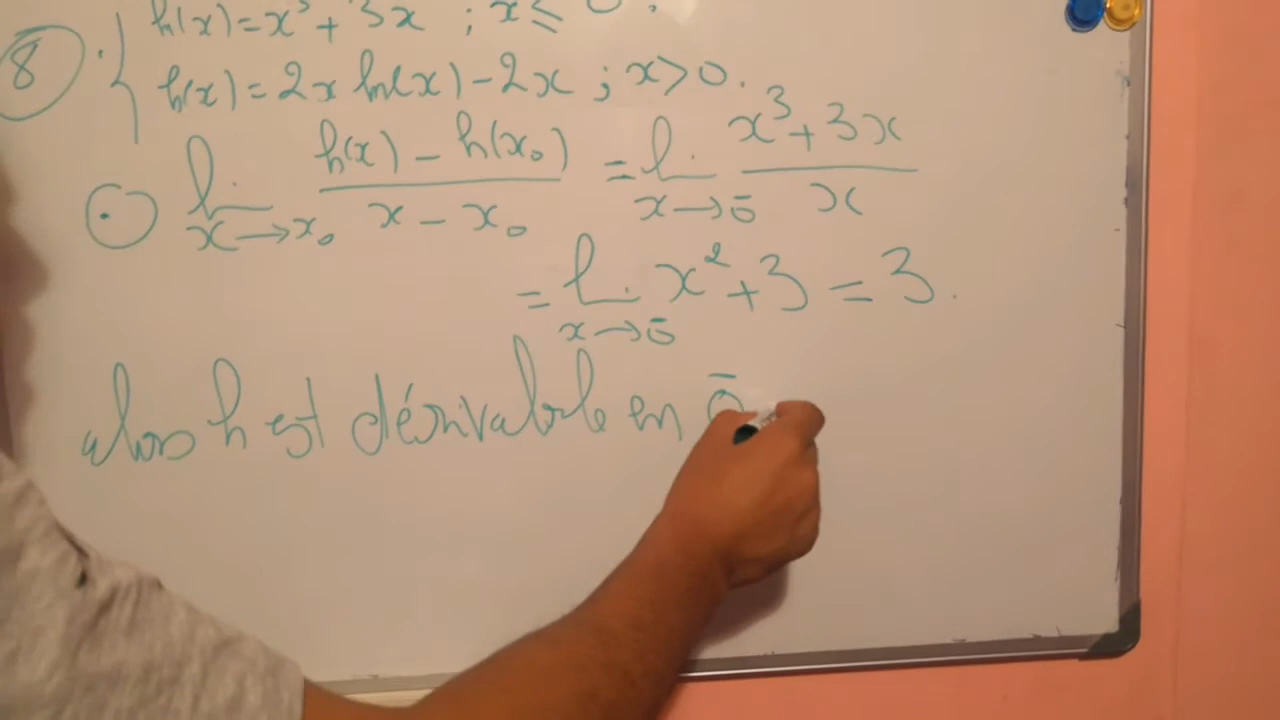 h(x)=x³+3x ; x≤0.
8 h(x)=2x ln(x)-2x ; x>0.
lim x→x₀ h(x)-h(x₀) / x-x₀ = lim x→0⁻ x³+3x / x
= lim x→0⁻ x²+3=3.
alors h est dérivable en 0⁻